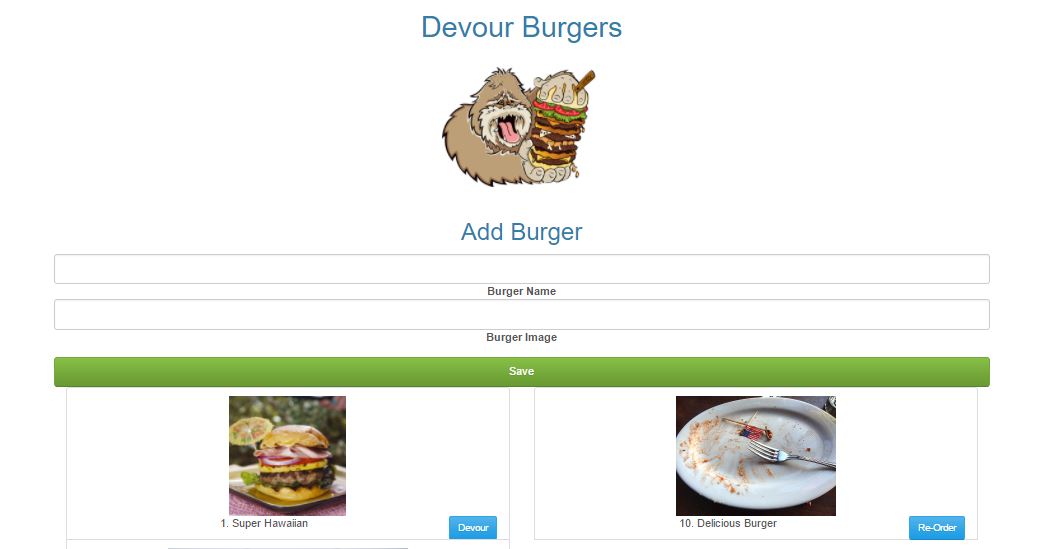 Devour Burgers
Add Burger
Burger Name
Burger Image
Save
1. Super Hawaiian
Devour
10. Delicious Burger
Re-Order